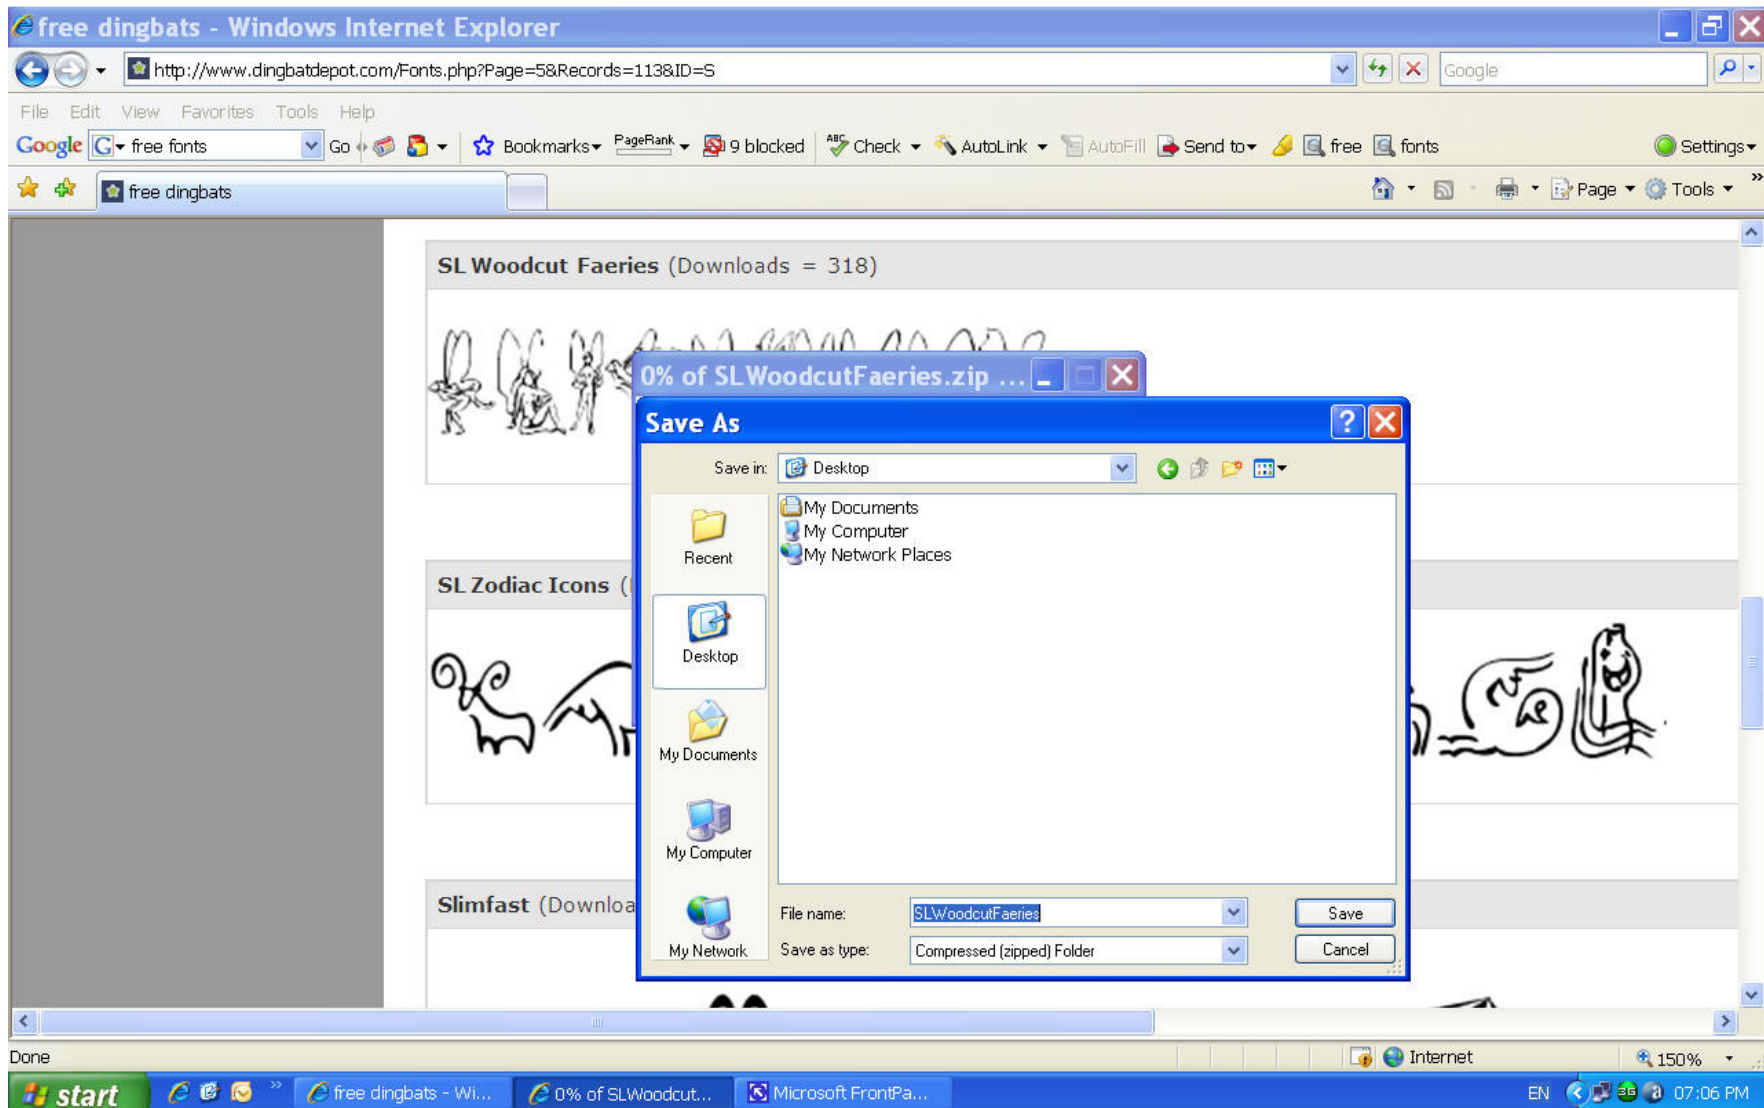 free dingbats - Windows Internet Explorer
http://www.dingbatdepot.com/Fonts.php?Page=5&Records=113&ID=S
Google
File Edit View Favorites Tools Help
Google G free fonts Go Bookmarks PageRank 9 blocked ABC Check AutoLink AutoFill Send to free fonts Settings
free dingbats Page Tools »
SL Woodcut Faeries (Downloads = 318)
0% of SLWoodcutFaeries.zip ...
Save As
Save in: Desktop
My Documents
My Computer
My Network Places
Recent
Desktop
My Documents
My Computer
My Network
File name: SLWoodcutFaeries Save
Save as type: Compressed (zipped) Folder Cancel
SL Zodiac Icons (
Slimfast (Downloa
Done Internet 150%
start » free dingbats - Wi... 0% of SLWoodcut... Microsoft FrontPa... EN 3G 07:06 PM